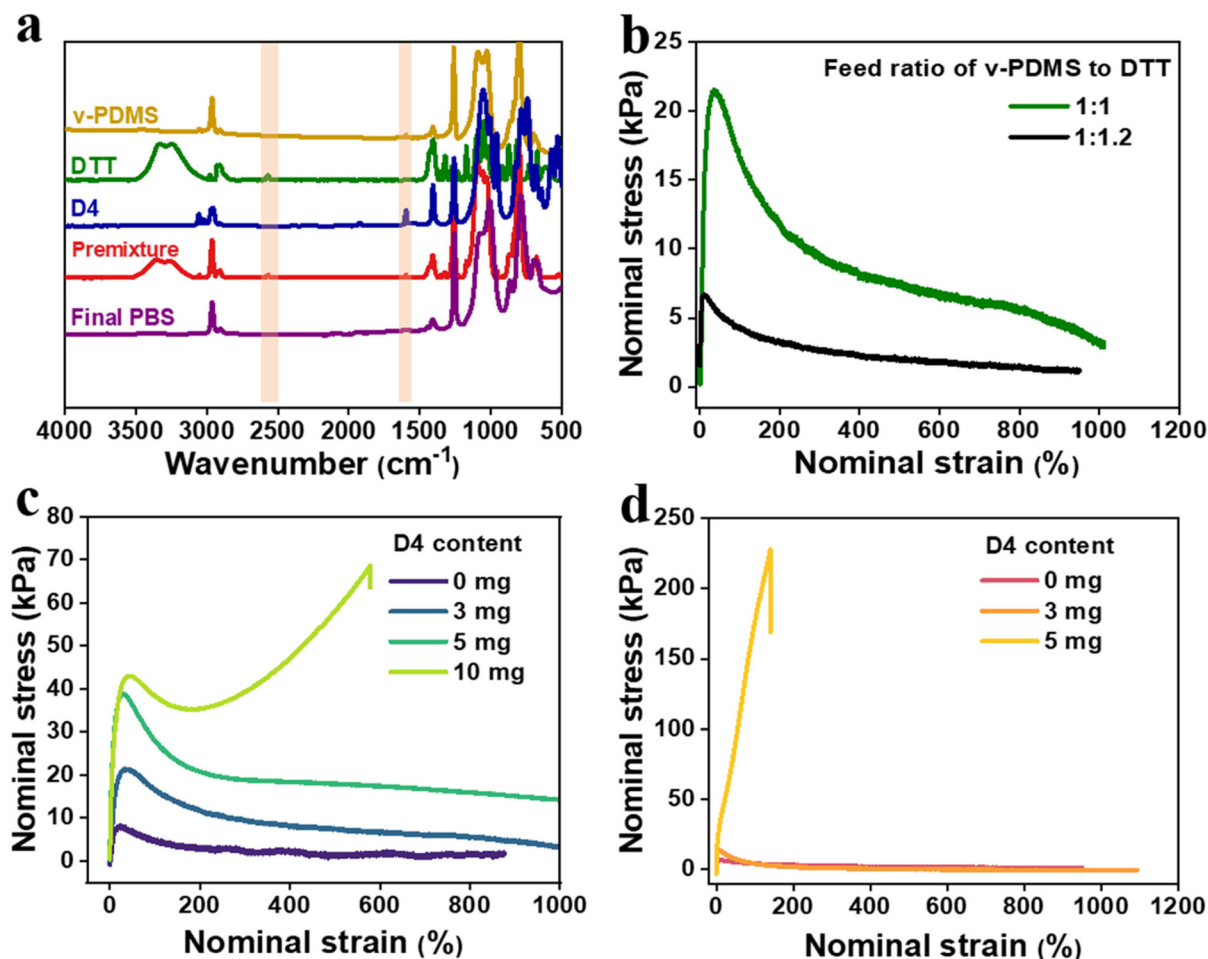 a
v-PDMS
DTT
D4
Premixture
Final PBS
4000 3500 3000 2500 2000 1500 1000 500
Wavenumber (cm⁻¹)
b
Nominal stress (kPa)
25
20
15
10
5
0
Feed ratio of v-PDMS to DTT
1:1
1:1.2
0 200 400 600 800 1000 1200
Nominal strain (%)
c
Nominal stress (kPa)
80
70
60
50
40
30
20
10
0
D4 content
0 mg
3 mg
5 mg
10 mg
0 200 400 600 800 1000
Nominal strain (%)
d
Nominal stress (kPa)
250
200
150
100
50
0
D4 content
0 mg
3 mg
5 mg
0 200 400 600 800 1000 1200
Nominal strain (%)